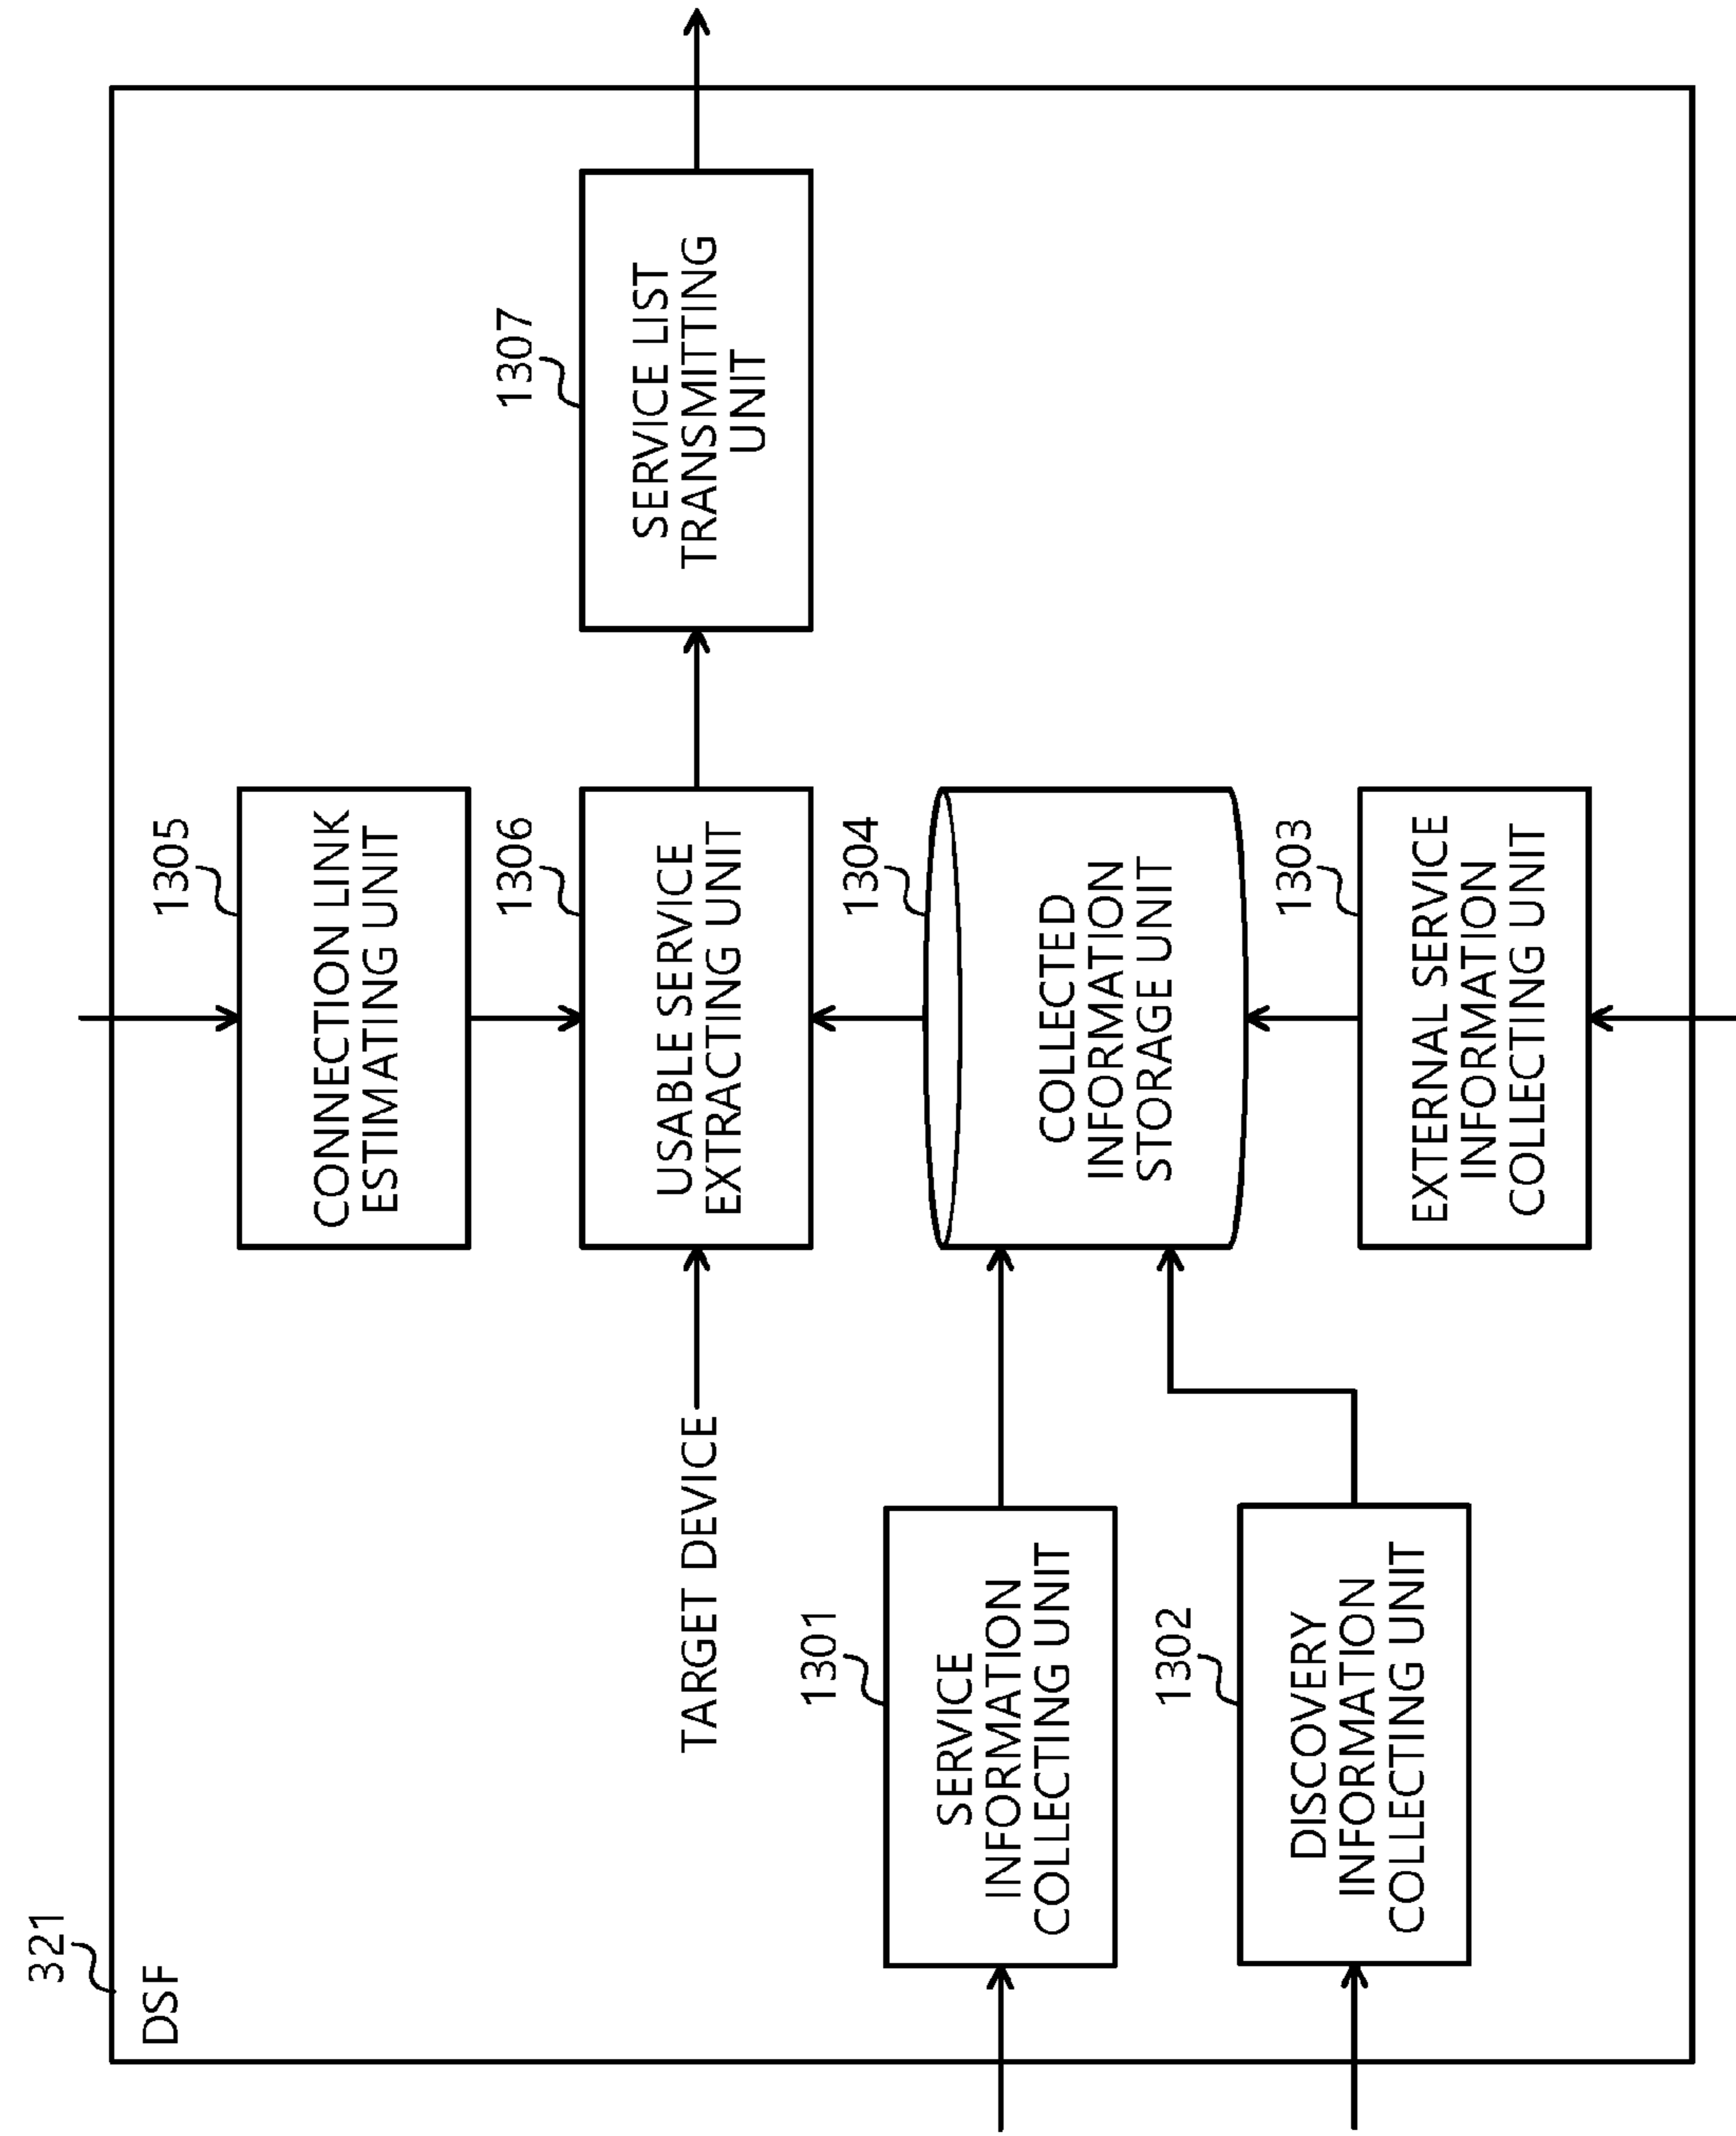 321
DSF
1305
CONNECTION LINK
ESTIMATING UNIT
TARGET DEVICE
1306
USABLE SERVICE
EXTRACTING UNIT
1307
SERVICE LIST
TRANSMITTING
UNIT
1301
SERVICE
INFORMATION
COLLECTING UNIT
1304
COLLECTED
INFORMATION
STORAGE UNIT
1302
DISCOVERY
INFORMATION
COLLECTING UNIT
1303
EXTERNAL SERVICE
INFORMATION
COLLECTING UNIT